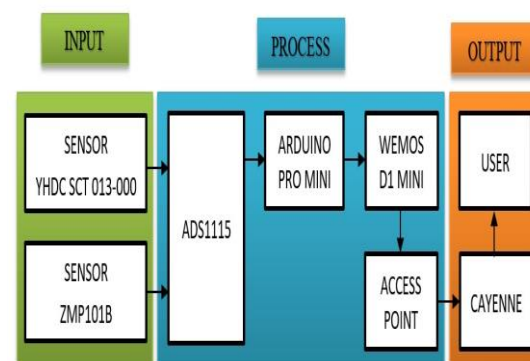 INPUT
PROCESS
OUTPUT
SENSOR
YHDC SCT 013-000
SENSOR
ZMP101B
ADS1115
ARDUINO
PRO MINI
WEMOS
D1 MINI
ACCESS
POINT
USER
CAYENNE